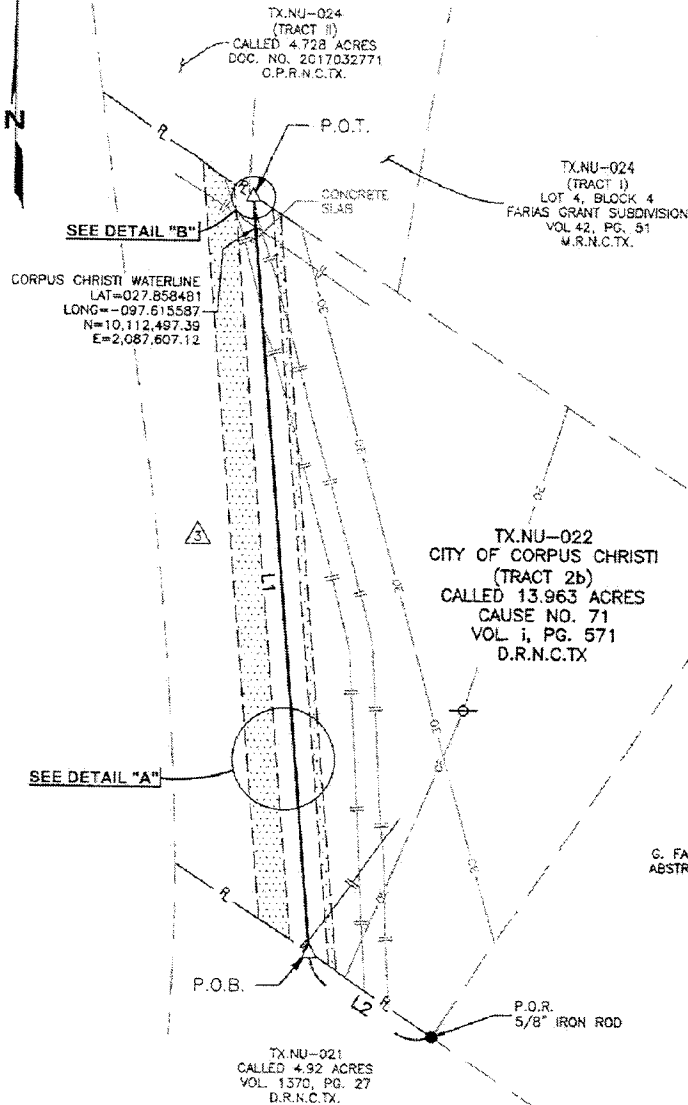 TX.NU-024
(TRACT II)
CALLED 4.728 ACRES
DOC. NO. 2017032771
O.P.R.N.C.TX.
N
P.O.T.
TX.NU-024
(TRACT I)
LOT 4, BLOCK 4
FARIAS GRANT SUBDIVISION
VOL 42, PG. 51
M.R.N.C.TX.
CONCRETE
SLAB
SEE DETAIL "B"
CORPUS CHRISTI WATERLINE
LAT=027.858481
LONG=-097.615587
N=10,112,497.39
E=2,087,607.12
3
L1
TX.NU-022
CITY OF CORPUS CHRISTI
(TRACT 2b)
CALLED 13.963 ACRES
CAUSE NO. 71
VOL. i, PG. 571
D.R.N.C.TX
SEE DETAIL "A"
G. FA
ABSTR
P.O.B.
L2
P.O.R.
5/8" IRON ROD
TX.NU-021
CALLED 4.92 ACRES
VOL. 1370, PG. 27
D.R.N.C.TX.